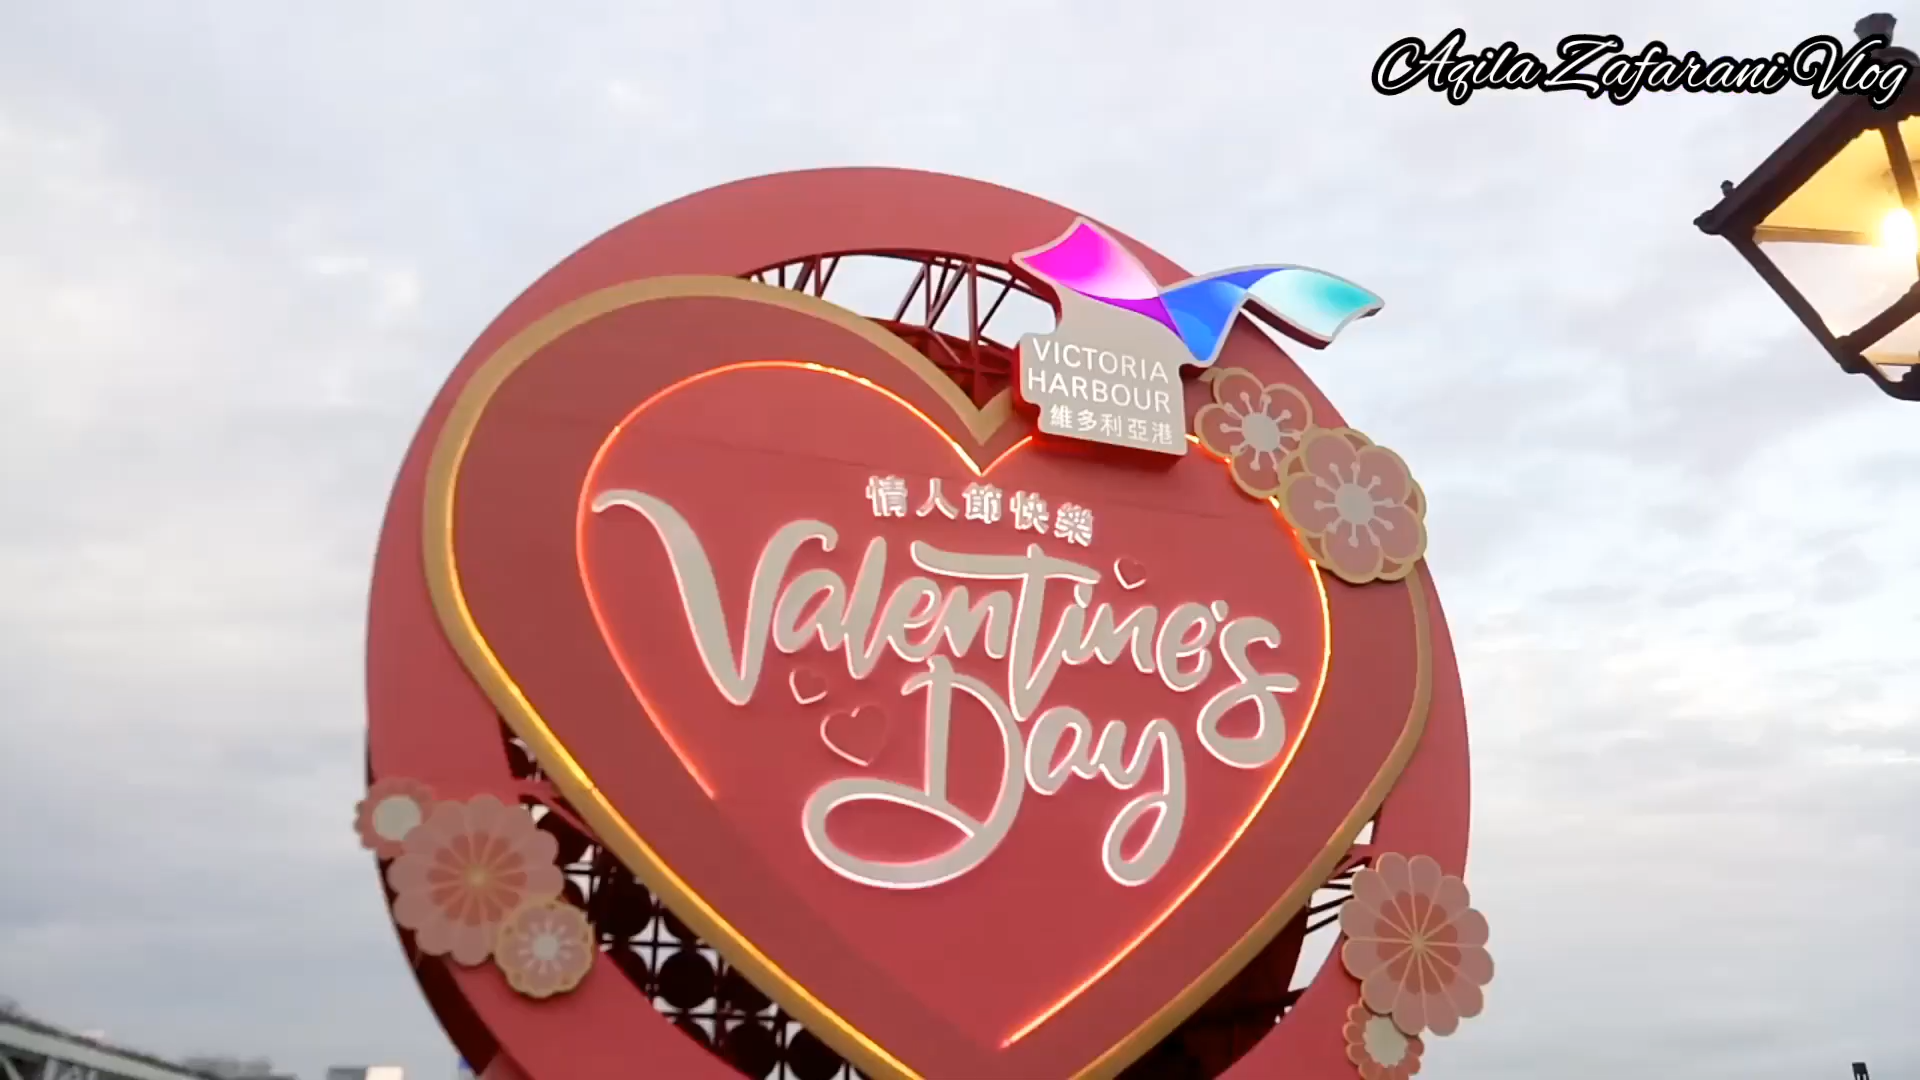 Aqila Zafarani Vlog
VICTORIA
HARBOUR
維多利亞港
情人節快樂
Valentine's
Day